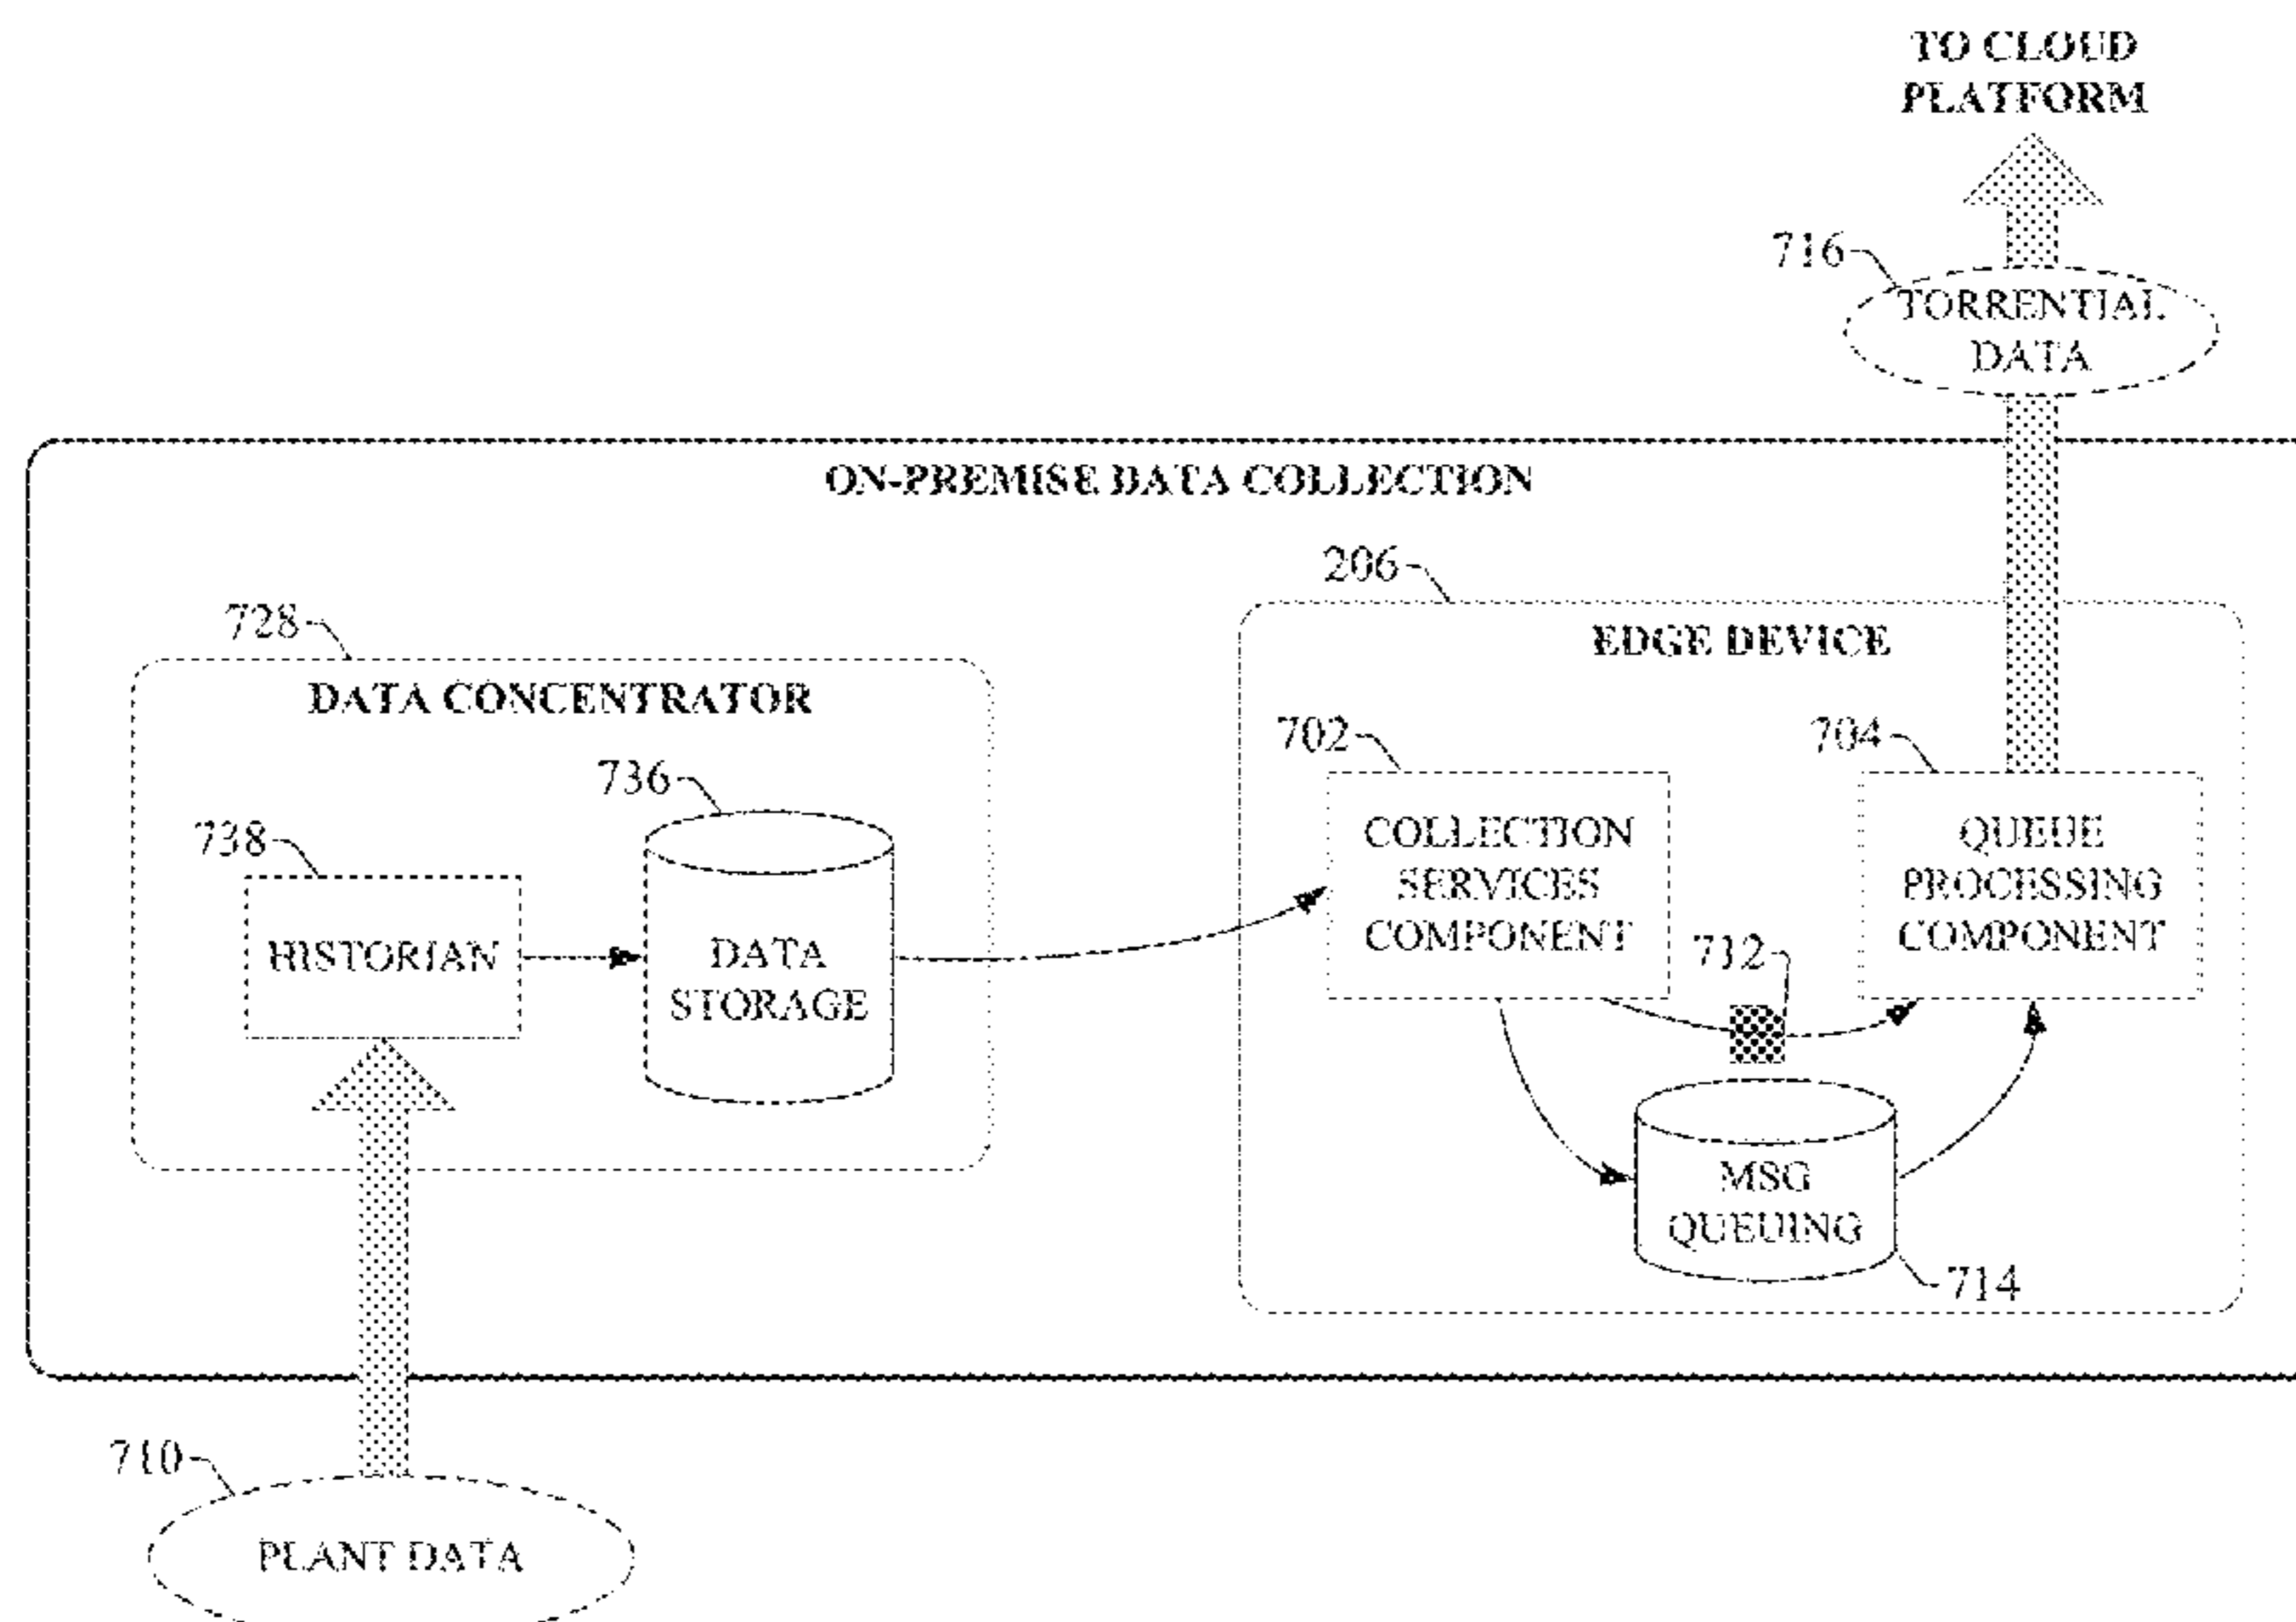 TO CLOUD
PLATFORM
716
TORRENTIAL
DATA
ON-PREMISE DATA COLLECTION
206
728
EDGE DEVICE
DATA CONCENTRATOR
702
704
736
738
COLLECTION
SERVICES
COMPONENT
QUEUE
PROCESSING
COMPONENT
712
HISTORIAN
DATA
STORAGE
MSG
QUEUING
714
710
PLANT DATA